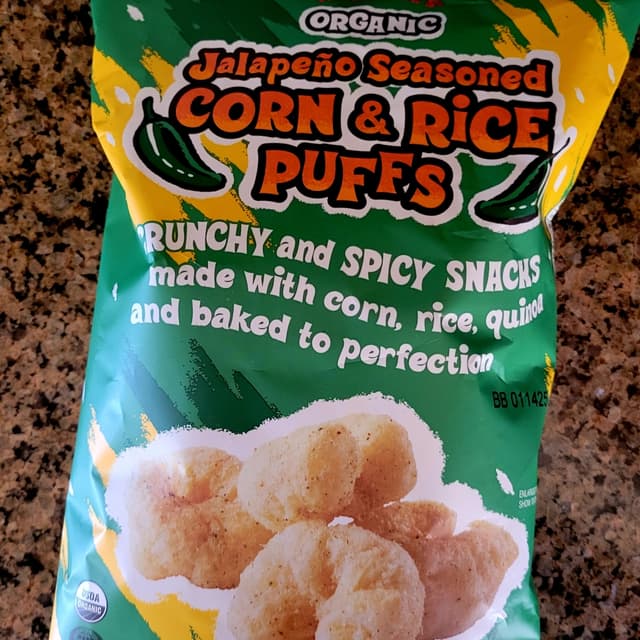 ORGANIC
Jalapeño Seasoned
CORN & RiCE
PUFFS
CRUNCHY and SPICY SNACKS
made with corn, rice, quinoa
and baked to perfection
BB 011425
USDA
ORGANIC